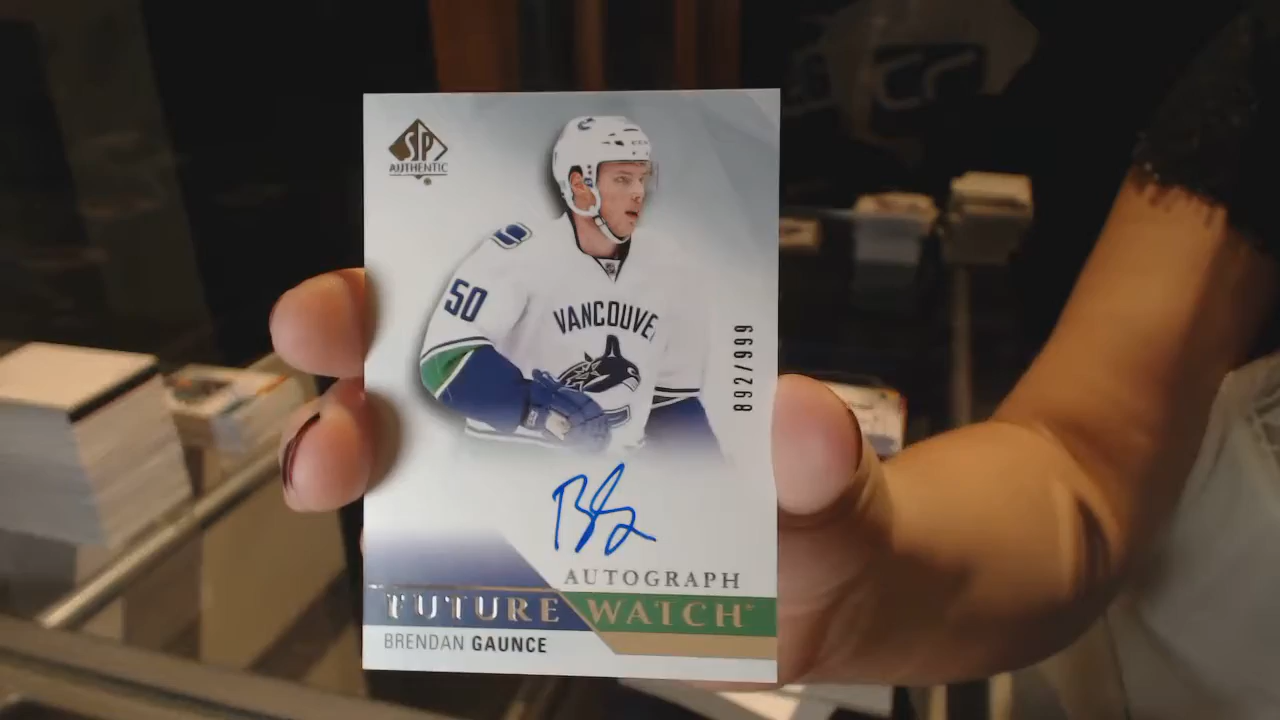 SP
AUTHENTIC
50
VANCOUVE
892/999
AUTOGRAPH
FUTURE WATCH
BRENDAN GAUNCE